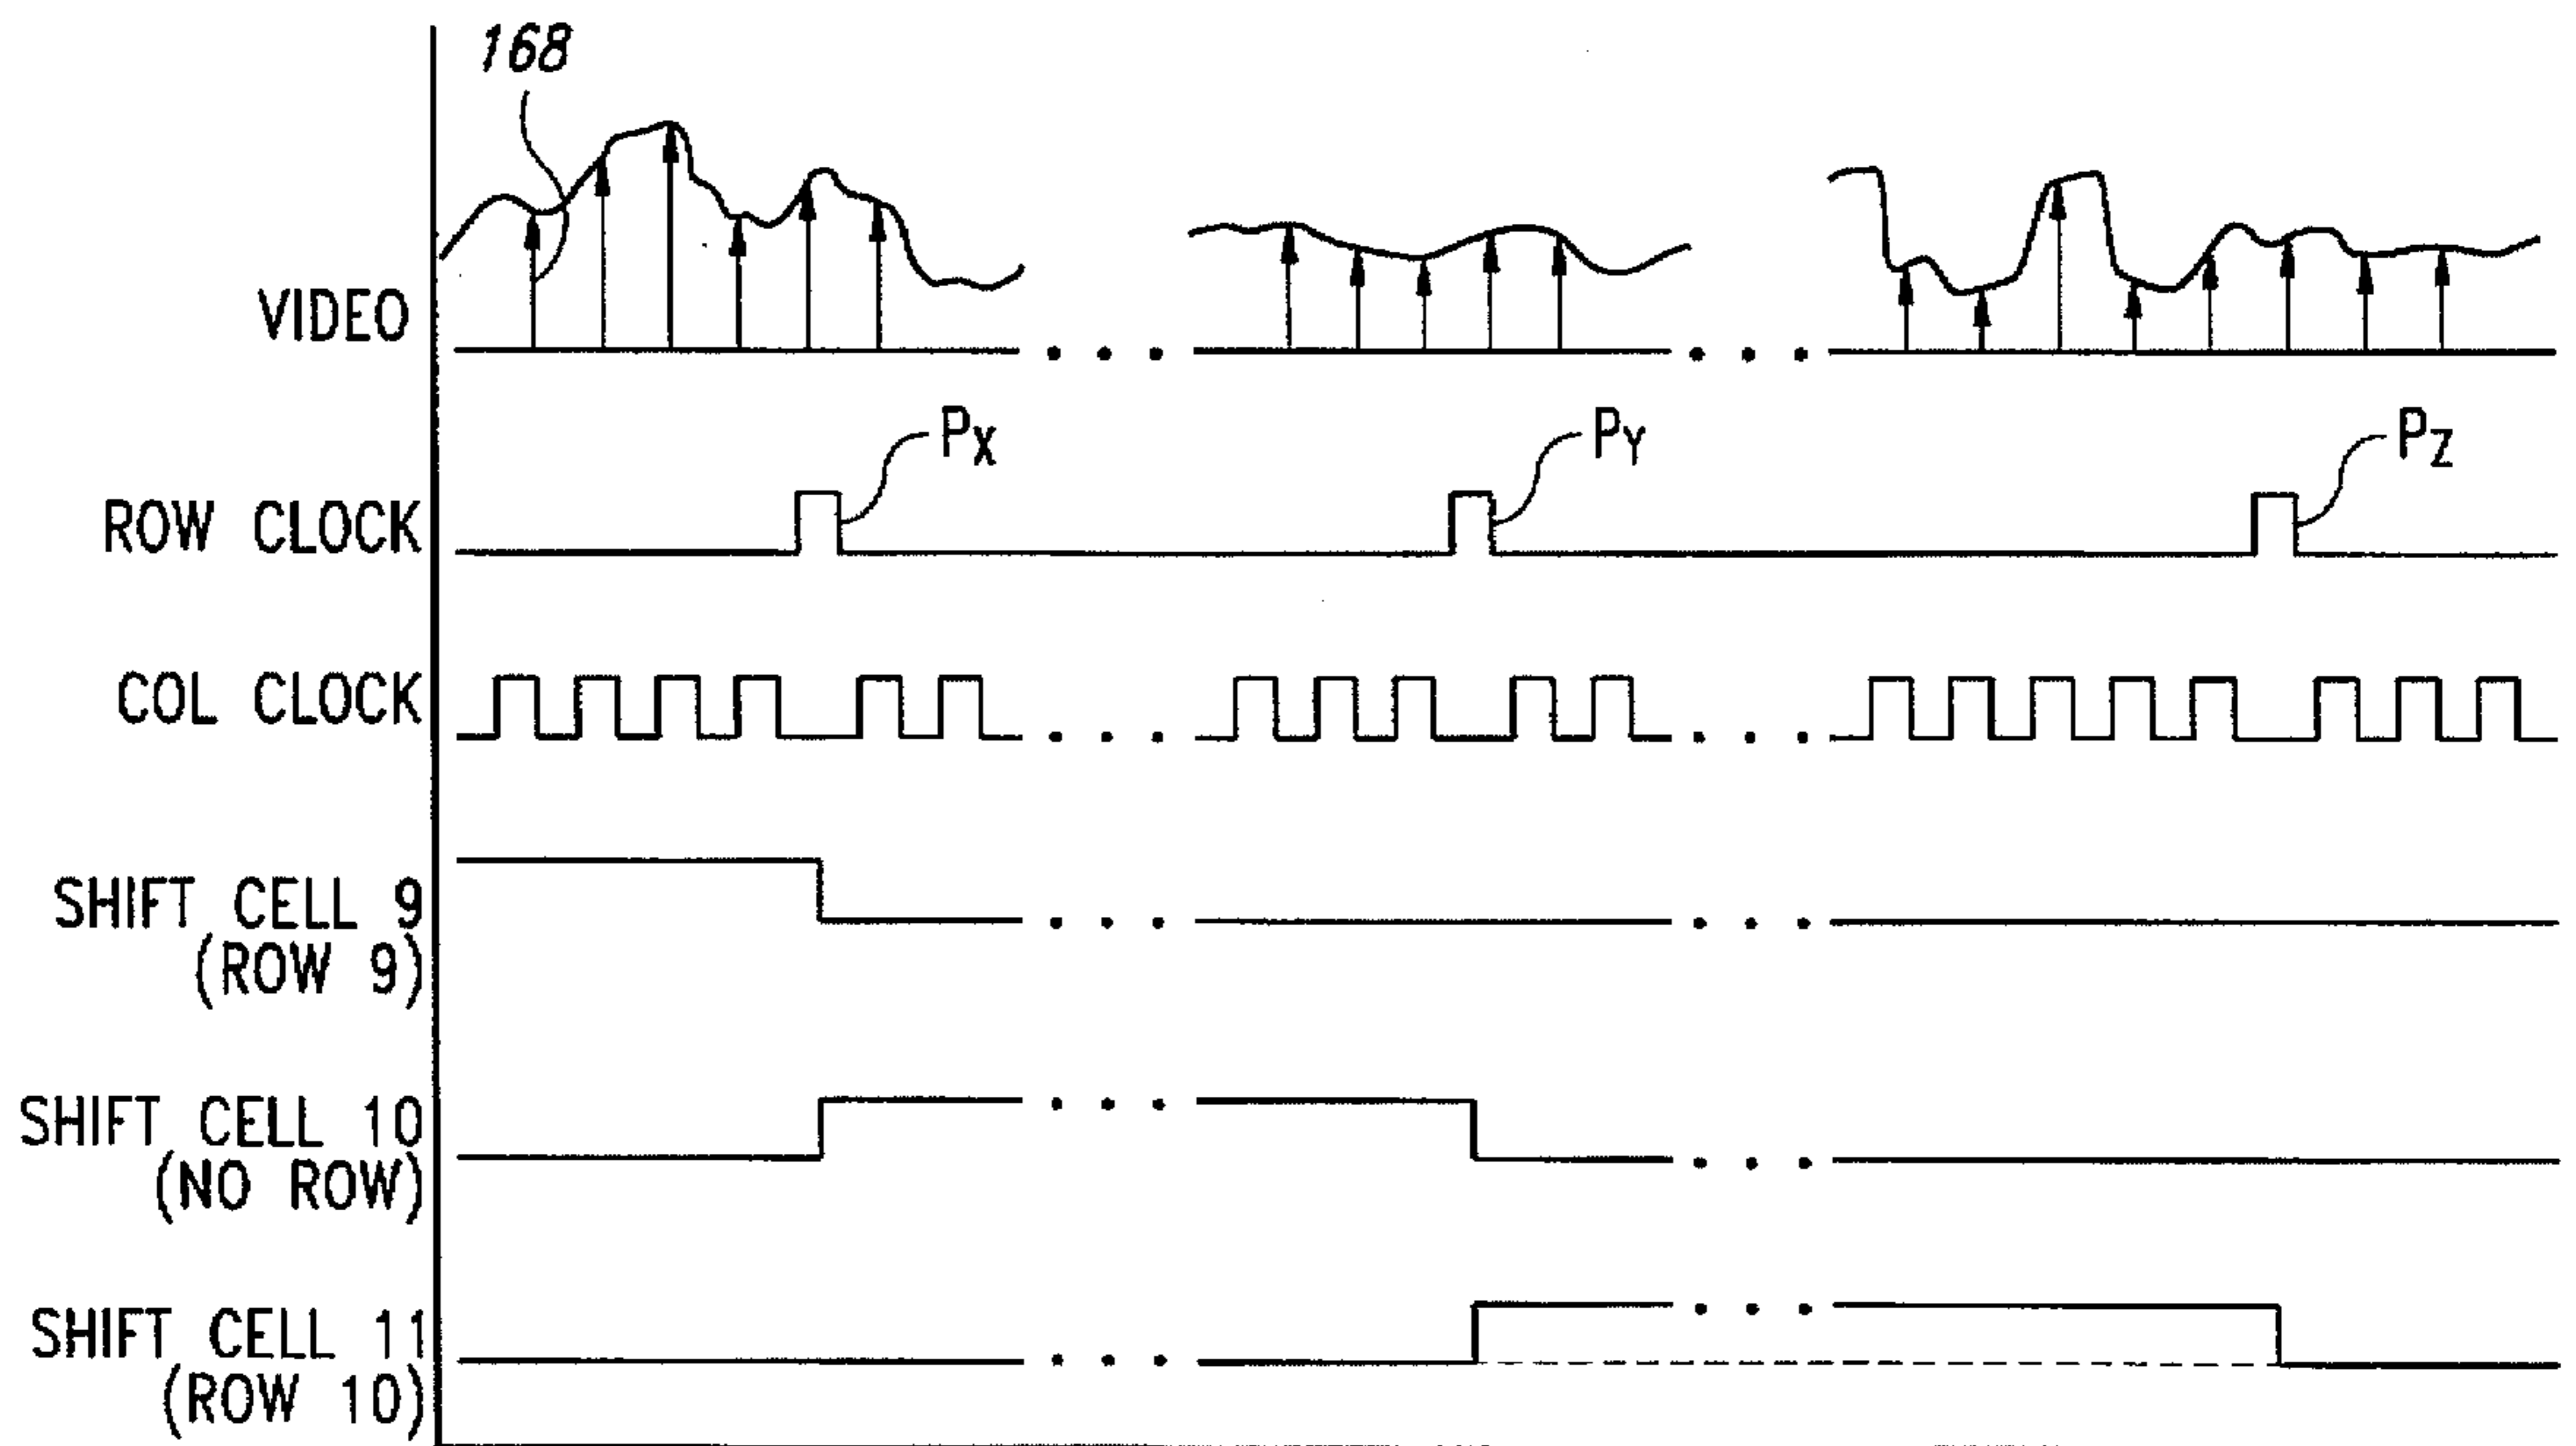 168
VIDEO
PX
PY
PZ
ROW CLOCK
COL CLOCK
SHIFT CELL 9
(ROW 9)
SHIFT CELL 10
(NO ROW)
SHIFT CELL 11
(ROW 10)